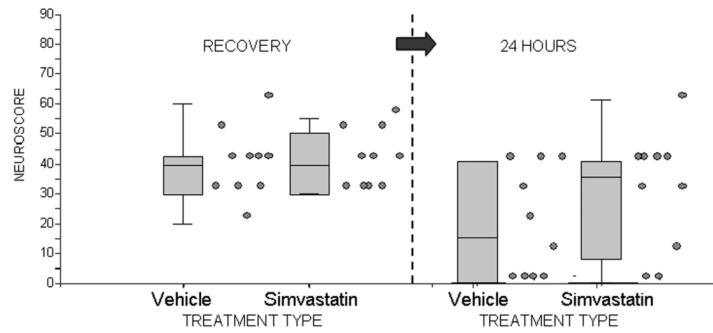 90
80
70
60
50
40
30
20
10
0
NEUROSCORE
RECOVERY
24 HOURS
Vehicle Simvastatin
TREATMENT TYPE
Vehicle Simvastatin
TREATMENT TYPE